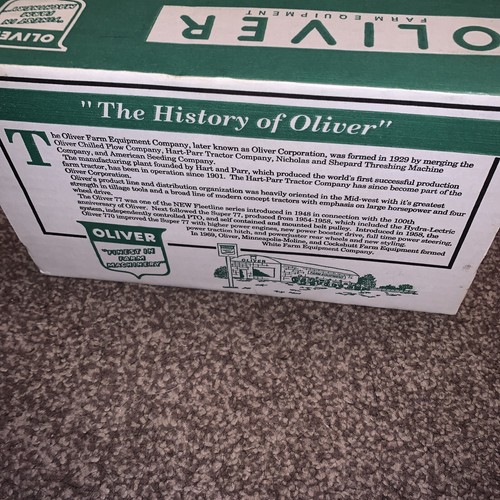 OLIVER
"FINEST IN
FARM
MACHINERY"
OLIVER
FARM EQUIPMENT
"The History of Oliver"
The Oliver Farm Equipment Company, later known as Oliver Corporation, was formed in 1929 by merging the
Oliver Chilled Plow Company, Hart-Parr Tractor Company, Nicholas and Shepard Threshing Machine
Company, and American Seeding Company.
The manufacturing plant founded by Hart and Parr, which produced the world's first successful production
farm tractor, has been in operation since 1901. The Hart-Parr Tractor Company has since become part of the
Oliver Corporation.
Oliver's product line and distribution organization was heavily oriented in the Mid-west with it's greatest
strength in tillage tools and a broad line of modern tractors with emphasis on large horsepower and four
wheel drive.
The Oliver 77 was one of the NEW Fleetline series introduced in 1948 in connection with the 100th
anniversary of Oliver. Next followed the Super 77, produced from 1954-1958, which included the Hydra-Lectric
system, independently controlled PTO, and self contained and mounted belt pulley. Introduced in 1958, the
Oliver 770 improved the Super 77 with higher power engines, new power booster drive, full time power steering,
power traction hitch, and powerjuster rear wheels and new styling.
In 1969, Oliver, Minneapolis-Moline, and Cockshutt Farm Equipment formed
White Farm Equipment Company.
OLIVER
"FINEST IN
FARM
MACHINERY"
OLIVER